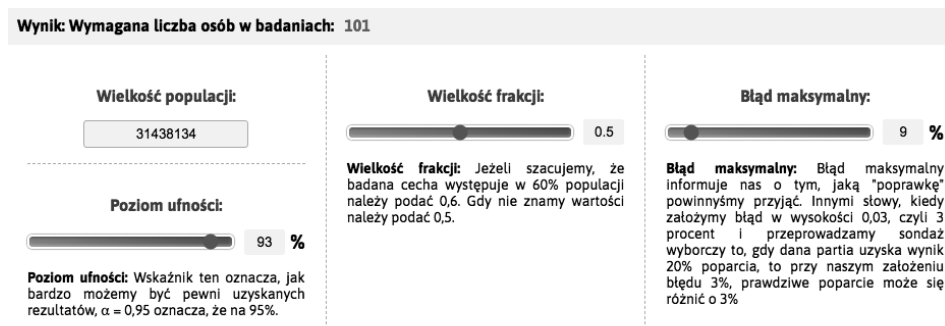 Wynik: Wymagana liczba osób w badaniach: 101
Wielkość populacji:
31438134
Poziom ufności:
93 %
Poziom ufności: Wskaźnik ten oznacza, jak
bardzo możemy być pewni uzyskanych
rezultatów, α = 0,95 oznacza, że na 95%.
Wielkość frakcji:
0.5
Wielkość frakcji: Jeżeli szacujemy, że
badana cecha występuje w 60% populacji
należy podać 0,6. Gdy nie znamy wartości
należy podać 0,5.
Błąd maksymalny:
9 %
Błąd maksymalny: Błąd maksymalny
informuje nas o tym, jaką "poprawkę"
powinnyśmy przyjąć. Innymi słowy, kiedy
założymy błąd w wysokości 0,03, czyli 3
procent i przeprowadzamy sondaż
wyborczy to, gdy dana partia uzyska wynik
20% poparcia, to przy naszym założeniu
błędu 3%, prawdziwe poparcie może się
różnić o 3%